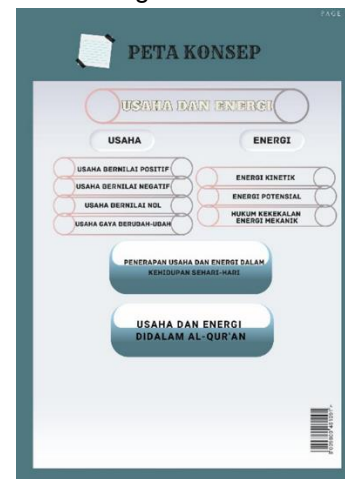 PAGE
PETA KONSEP
USAHA DAN ENERGI
USAHA
ENERGI
USAHA BERNILAI POSITIF
USAHA BERNILAI NEGATIF
USAHA BERNILAI NOL
USAHA GAYA BERUBAH-UBAH
ENERGI KINETIK
ENERGI POTENSIAL
HUKUM KEKEKALAN
ENERGI MEKANIK
PENERAPAN USAHA DAN ENERGI DALAM
KEHIDUPAN SEHARI-HARI
USAHA DAN ENERGI
DIDALAM AL-QUR'AN